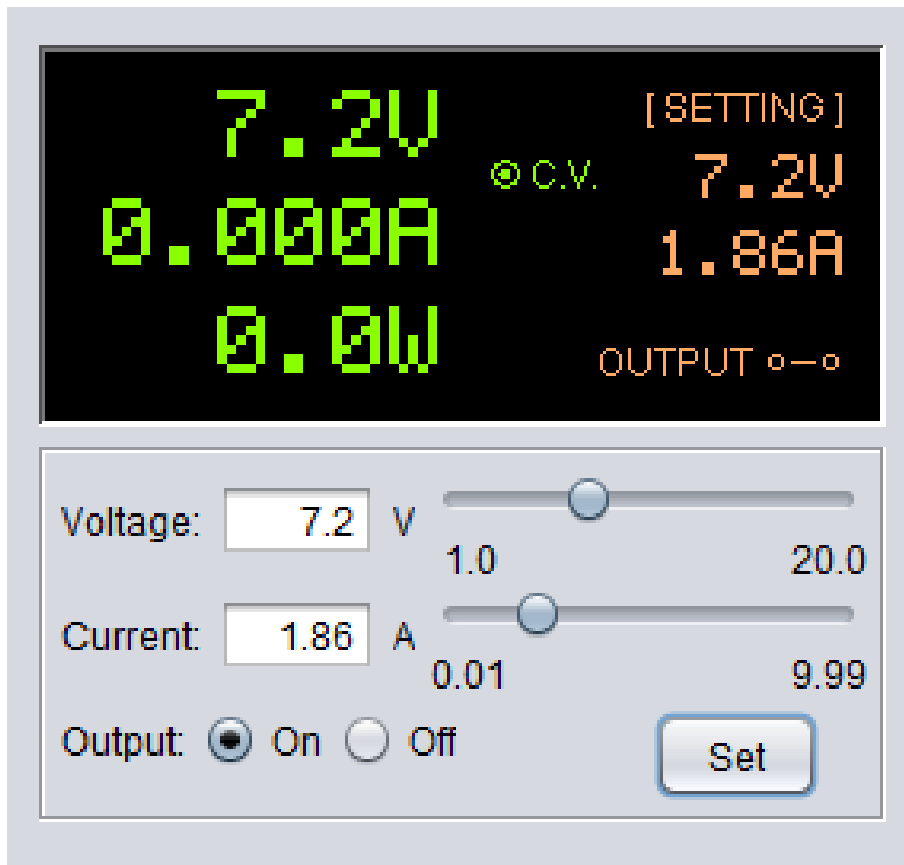 7.2V
[ SETTING ]
C.V.
7.2V
0.000A
1.86A
0.0W
OUTPUT
Voltage: 7.2 V
1.0 20.0
Current: 1.86 A
0.01 9.99
Output: On Off
Set